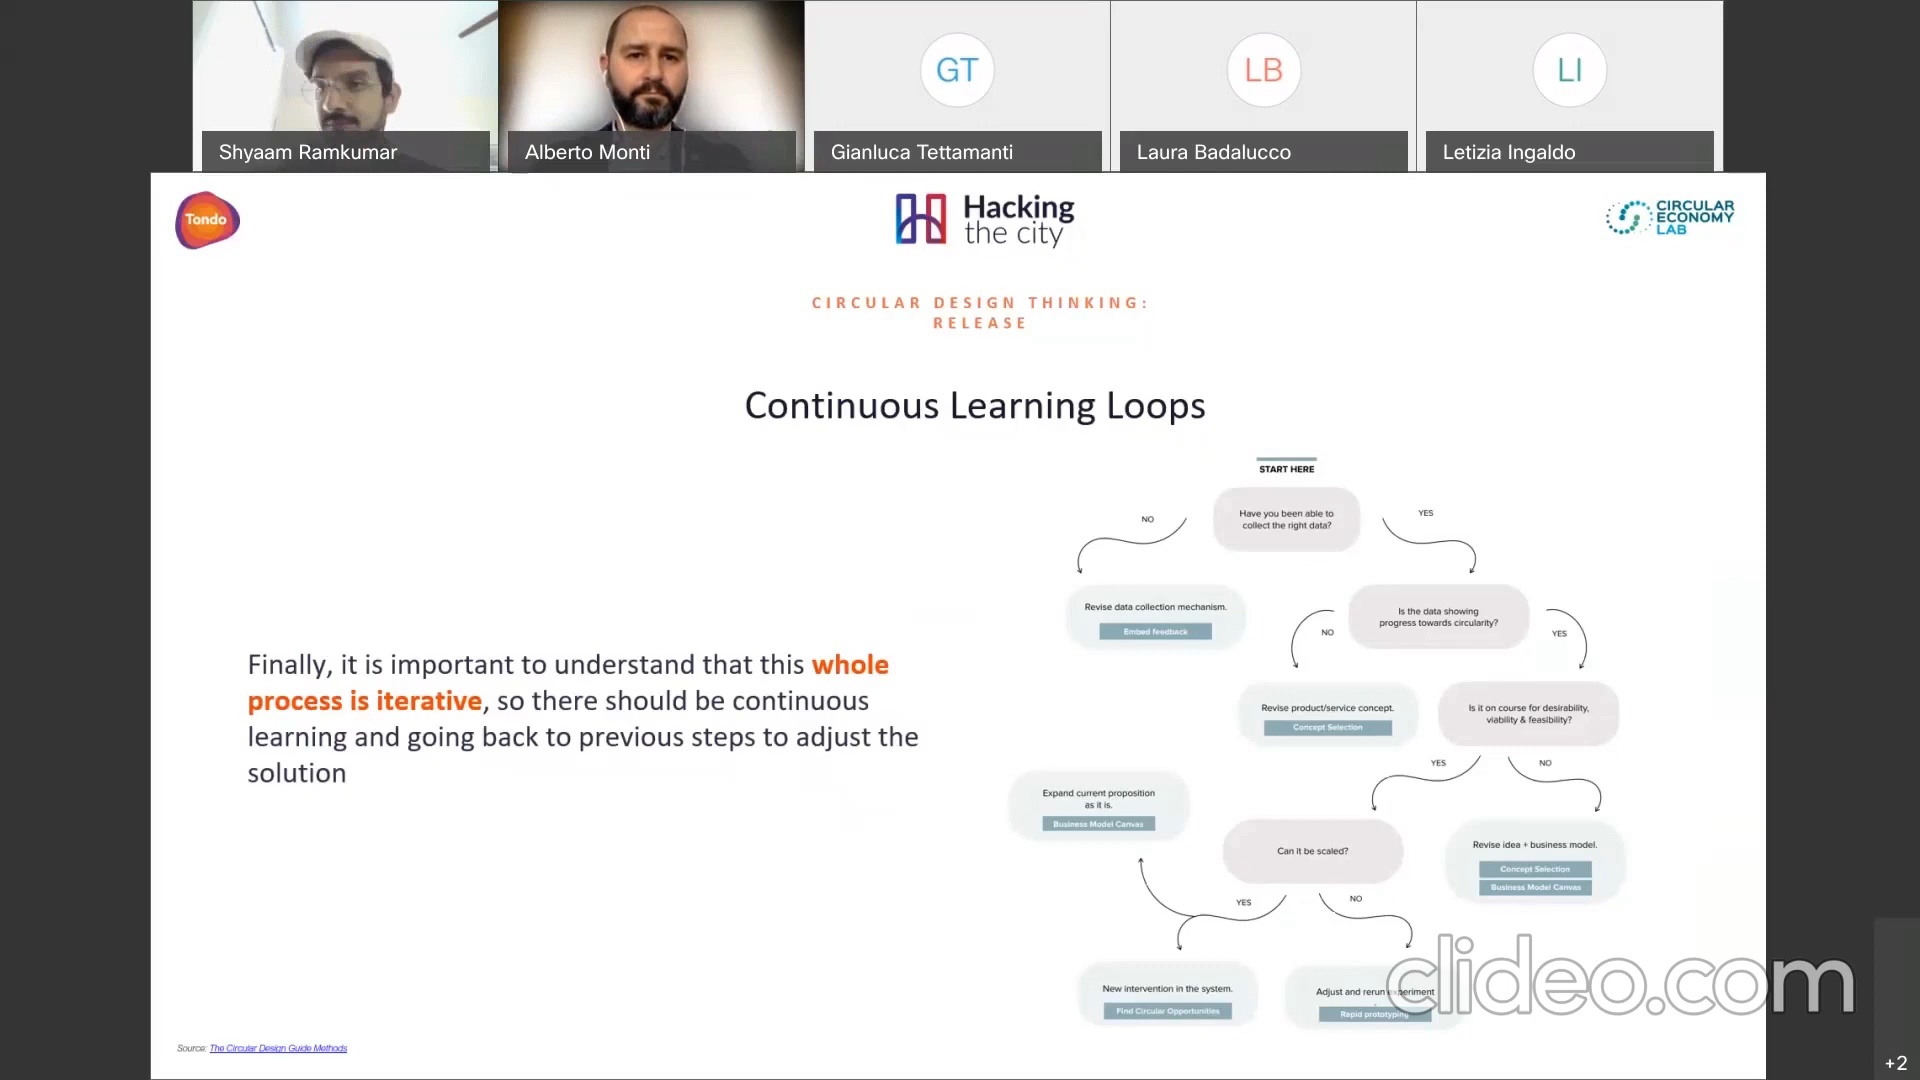 GT
LB
LI
Shyaam Ramkumar
Alberto Monti
Gianluca Tettamanti
Laura Badalucco
Letizia Ingaldo
Tondo
Hacking
the city
CIRCULAR
ECONOMY
LAB
CIRCULAR DESIGN THINKING:
RELEASE
Continuous Learning Loops
Finally, it is important to understand that this whole
process is iterative, so there should be continuous
learning and going back to previous steps to adjust the
solution
START HERE
Have you been able to
collect the right data?
NO
YES
Revise data collection mechanism.
Embed feedback
Is the data showing
progress towards circularity?
NO
YES
Revise product/service concept.
Concept Selection
Is it on course for desirability,
viability & feasibility?
YES
NO
Expand current proposition
as it is.
Business Model Canvas
Can it be scaled?
Revise idea + business model.
Concept Selection
Business Model Canvas
YES
NO
New intervention in the system.
Find Circular Opportunities
Adjust and rerun experiment
Rapid prototyping
clideo.com
Source: The Circular Design Guide Methods
+2